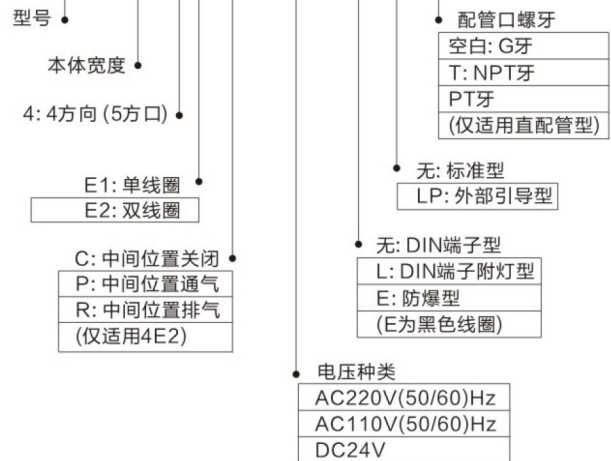 型号
本体宽度
4: 4方向 (5方口)
E1: 单线圈
E2: 双线圈
C: 中间位置关闭
P: 中间位置通气
R: 中间位置排气
(仅适用4E2)
电压种类
AC220V(50/60)Hz
AC110V(50/60)Hz
DC24V
无: DIN端子型
L: DIN端子附灯型
E: 防爆型
(E为黑色线圈)
无: 标准型
LP: 外部引导型
配管口螺牙
空白: G牙
T: NPT牙
PT牙
(仅适用直配管型)